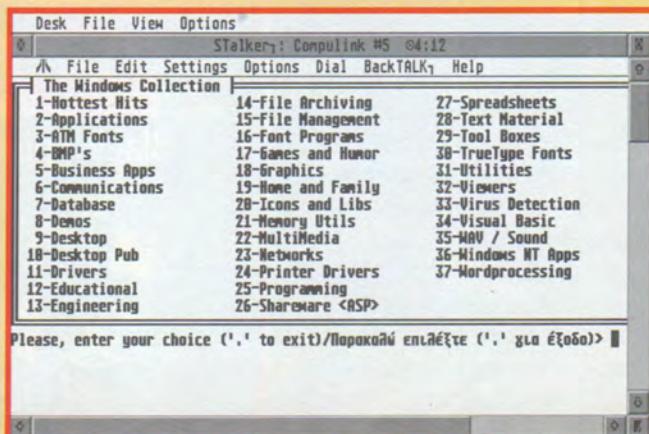 Desk File View Options
STalker┐: Compulink #5 ⊙4:12
File Edit Settings Options Dial BackTALK┐ Help
The Windows Collection
1-Hottest Hits 14-File Archiving 27-Spreadsheets
2-Applications 15-File Management 28-Text Material
3-ATM Fonts 16-Font Programs 29-Tool Boxes
4-BMP's 17-Games and Humor 30-TrueType Fonts
5-Business Apps 18-Graphics 31-Utilities
6-Communications 19-Home and Family 32-Viewers
7-Database 20-Icons and Libs 33-Virus Detection
8-Demos 21-Memory Utils 34-Visual Basic
9-Desktop 22-MultiMedia 35-WAV / Sound
10-Desktop Pub 23-Networks 36-Windows NT Apps
11-Drivers 24-Printer Drivers 37-Wordprocessing
12-Educational 25-Programming
13-Engineering 26-Shareware <ASP>
Please, enter your choice ('.' to exit)/Παρακαλώ επιλέξτε ('.' για έξοδο)>